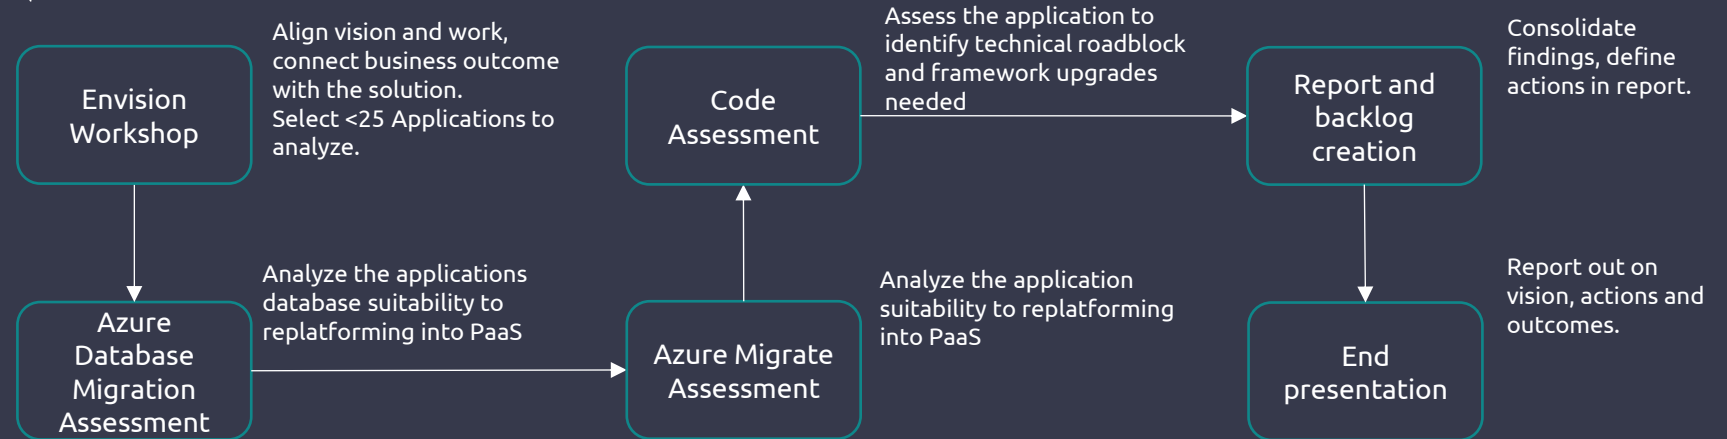 Envision
Workshop
Align vision and work,
connect business outcome
with the solution.
Select <25 Applications to
analyze.
Azure
Database
Migration
Assessment
Analyze the applications
database suitability to
replatforming into PaaS
Azure Migrate
Assessment
Analyze the application
suitability to replatforming
into PaaS
Code
Assessment
Assess the application to
identify technical roadblock
and framework upgrades
needed
Report and
backlog
creation
Consolidate
findings, define
actions in report.
End
presentation
Report out on
vision, actions and
outcomes.